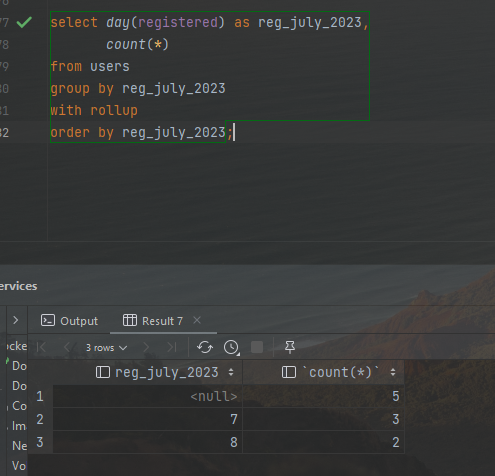 77 select day(registered) as reg_july_2023,
78 count(*)
79 from users
80 group by reg_july_2023
81 with rollup
82 order by reg_july_2023;
ervices
Output Result 7
3 rows
ocke
Do
Do
Co
Im
Ne
Vo
reg_july_2023 `count(*)`
1 <null> 5
2 7 3
3 8 2